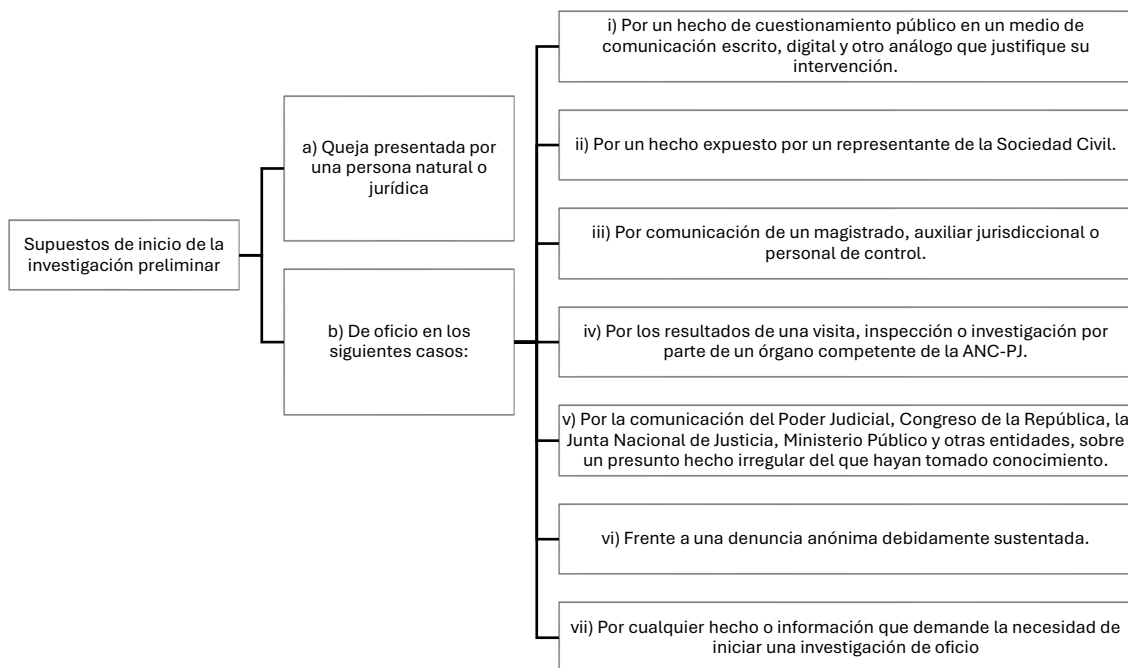 Supuestos de inicio de la
investigación preliminar
a) Queja presentada por
una persona natural o
jurídica
b) De oficio en los
siguientes casos:
i) Por un hecho de cuestionamiento público en un medio de
comunicación escrito, digital y otro análogo que justifique su
intervención.
ii) Por un hecho expuesto por un representante de la Sociedad Civil.
iii) Por comunicación de un magistrado, auxiliar jurisdiccional o
personal de control.
iv) Por los resultados de una visita, inspección o investigación por
parte de un órgano competente de la ANC-PJ.
v) Por la comunicación del Poder Judicial, Congreso de la República, la
Junta Nacional de Justicia, Ministerio Público y otras entidades, sobre
un presunto hecho irregular del que hayan tomado conocimiento.
vi) Frente a una denuncia anónima debidamente sustentada.
vii) Por cualquier hecho o información que demande la necesidad de
iniciar una investigación de oficio